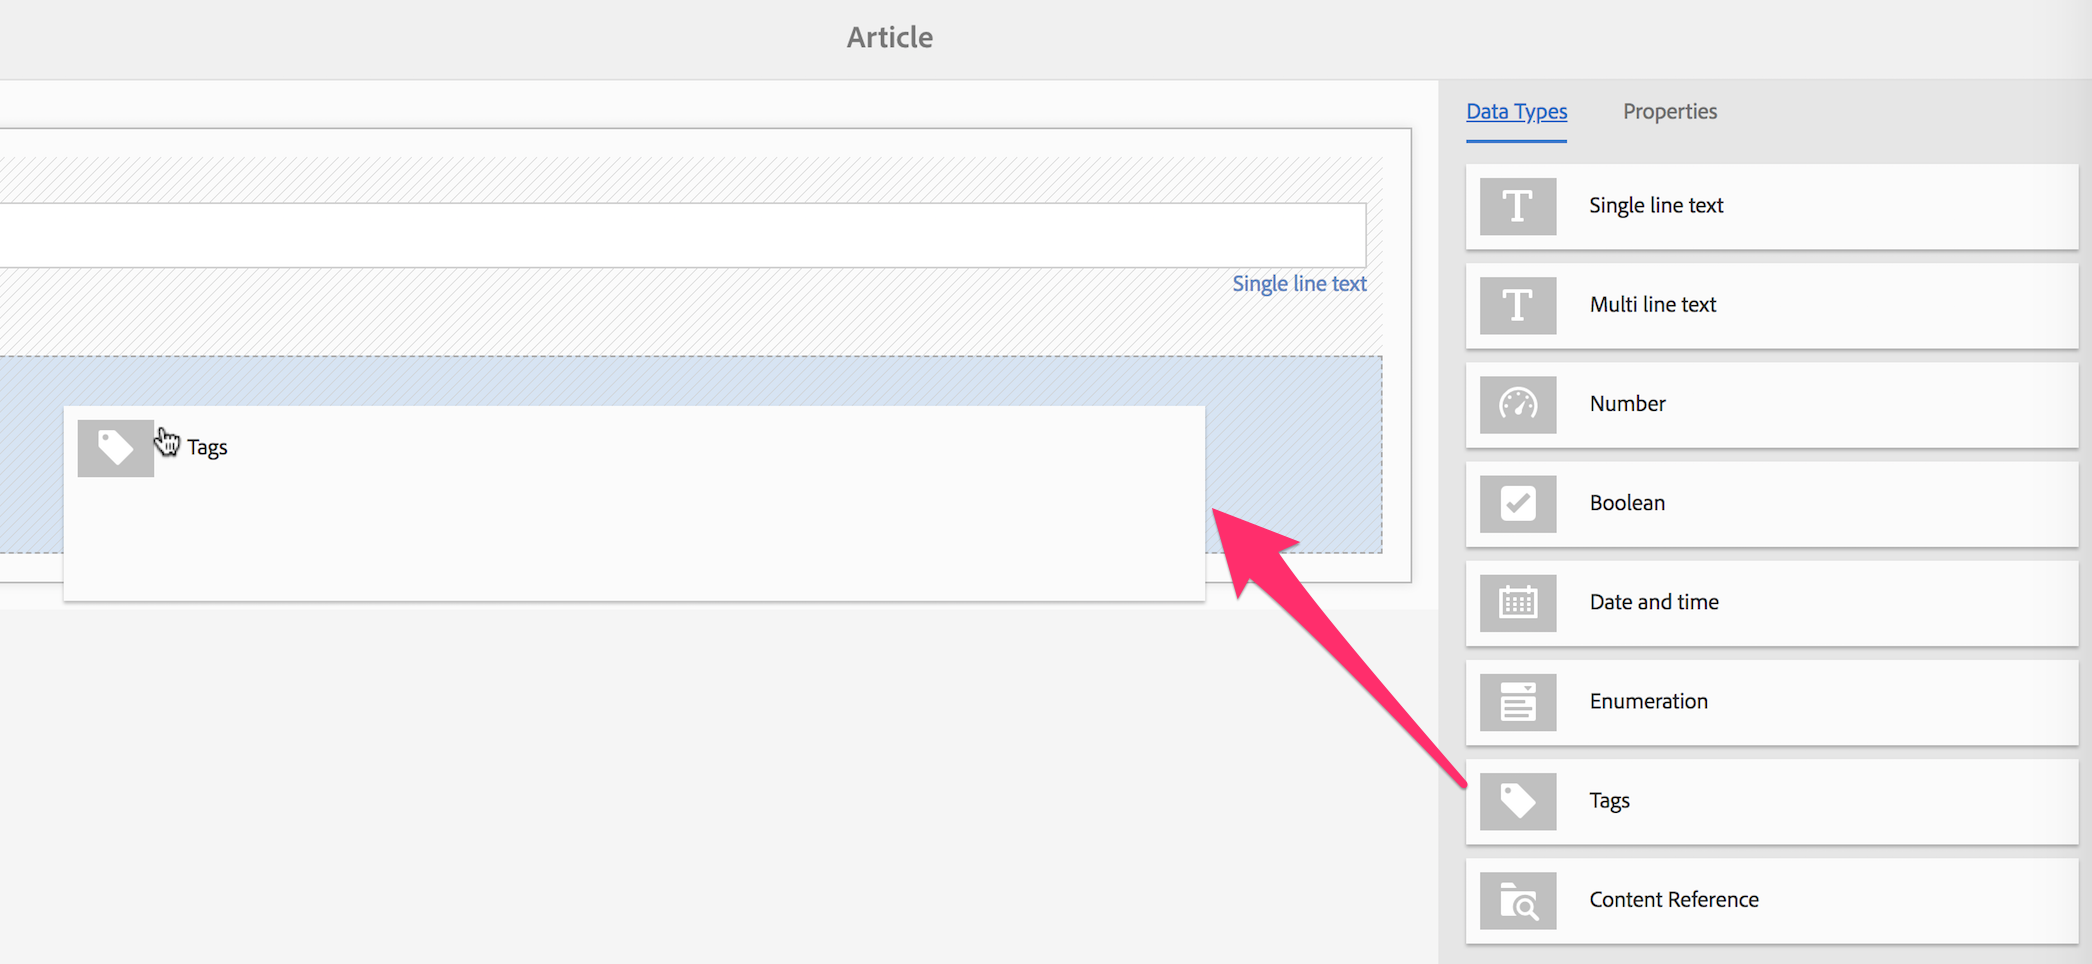 Article
Data Types
Properties
Single line text
Tags
Single line text
Multi line text
Number
Boolean
Date and time
Enumeration
Tags
Content Reference